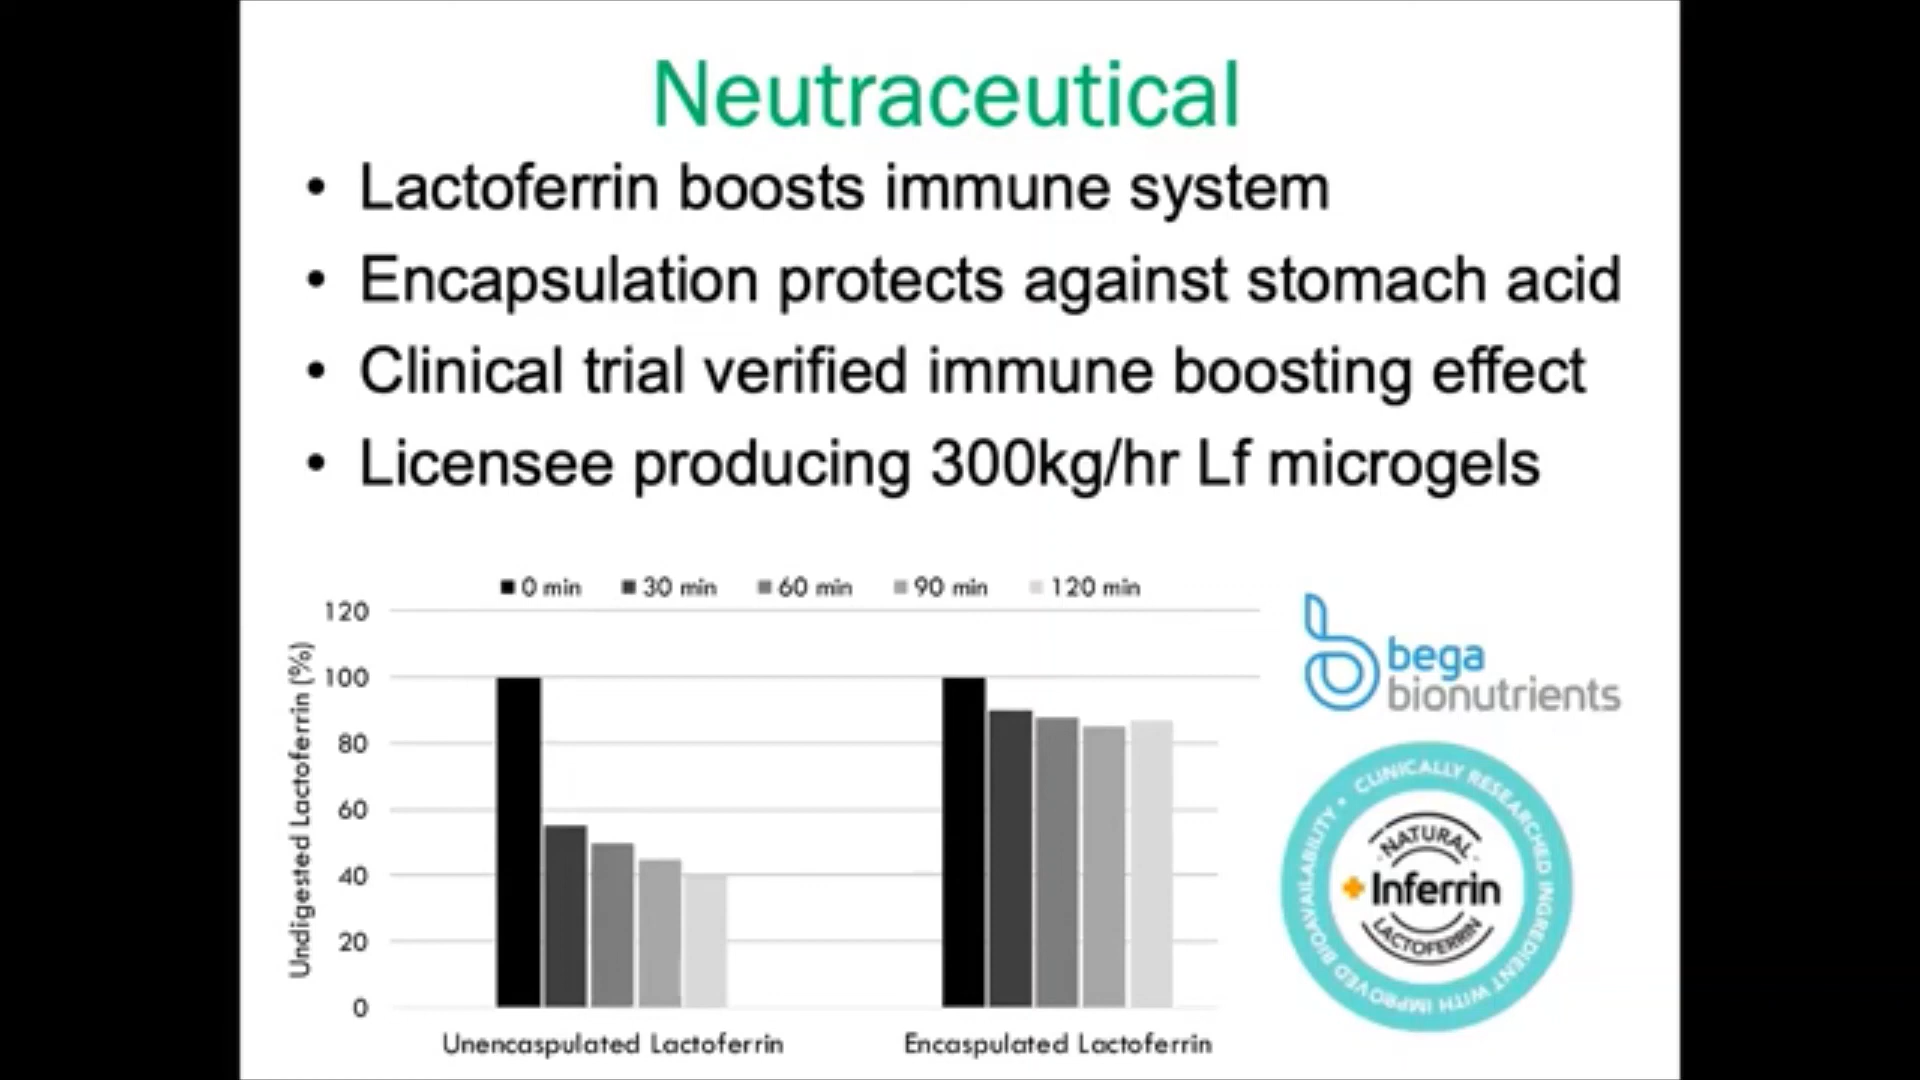 Neutraceutical
• Lactoferrin boosts immune system
• Encapsulation protects against stomach acid
• Clinical trial verified immune boosting effect
• Licensee producing 300kg/hr Lf microgels
0 min 30 min 60 min 90 min 120 min
Undigested Lactoferrin (%)
120
100
80
60
40
20
0
Unencaspulated Lactoferrin
Encaspulated Lactoferrin
bega
bionutrients
• CLINICALLY RESEARCHED INGREDIENT WITH IMPROVED BIOAVAILABILITY
NATURAL
Inferrin
LACTOFERRIN